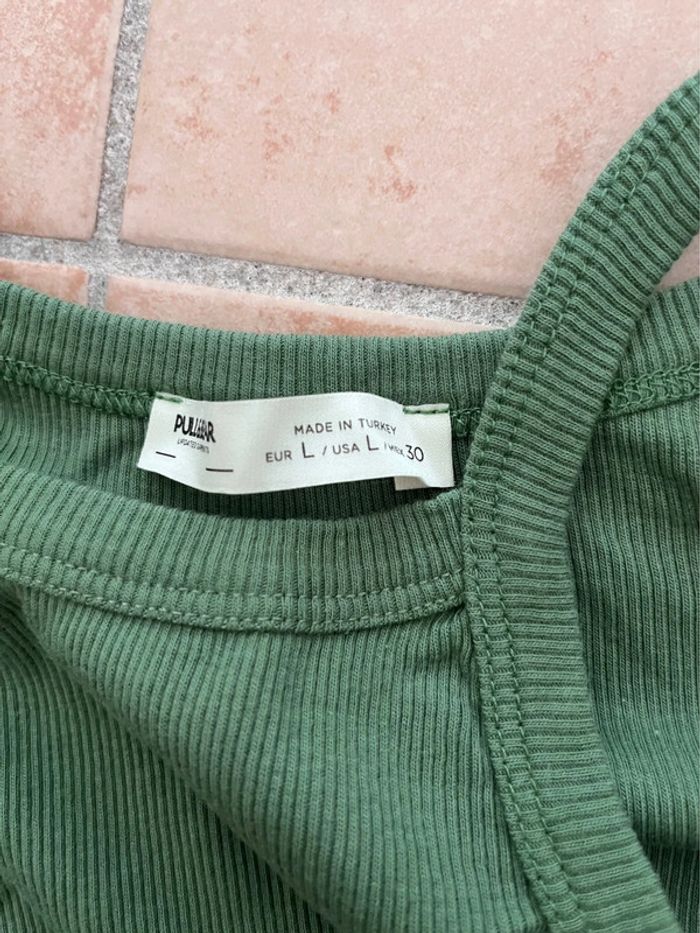 PULL&BEAR
MADE IN TURKEY
EUR L / USA L / MEX 30